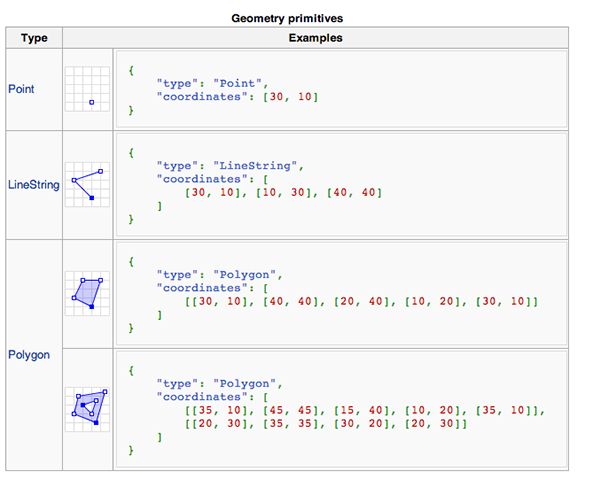 Geometry primitives
Type Examples
Point
{
"type": "Point",
"coordinates": [30, 10]
}
LineString
{
"type": "LineString",
"coordinates": [
[30, 10], [10, 30], [40, 40]
]
}
Polygon
{
"type": "Polygon",
"coordinates": [
[[30, 10], [40, 40], [20, 40], [10, 20], [30, 10]]
]
}
{
"type": "Polygon",
"coordinates": [
[[35, 10], [45, 45], [15, 40], [10, 20], [35, 10]],
[[20, 30], [35, 35], [30, 20], [20, 30]]
]
}